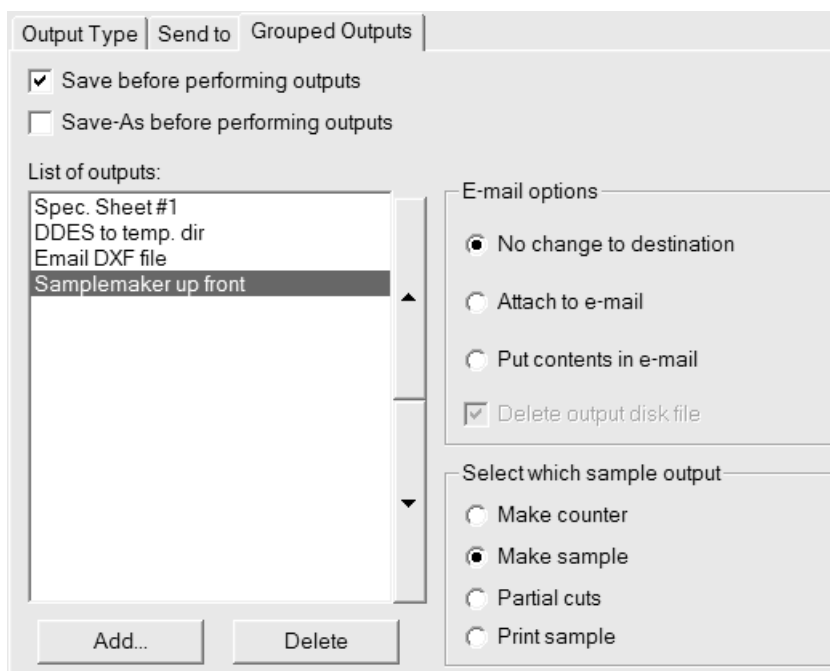 Output Type
Send to
Grouped Outputs
Save before performing outputs
Save-As before performing outputs
List of outputs:
Spec. Sheet #1
DDES to temp. dir
Email DXF file
Samplemaker up front
Add...
Delete
E-mail options
No change to destination
Attach to e-mail
Put contents in e-mail
Delete output disk file
Select which sample output
Make counter
Make sample
Partial cuts
Print sample